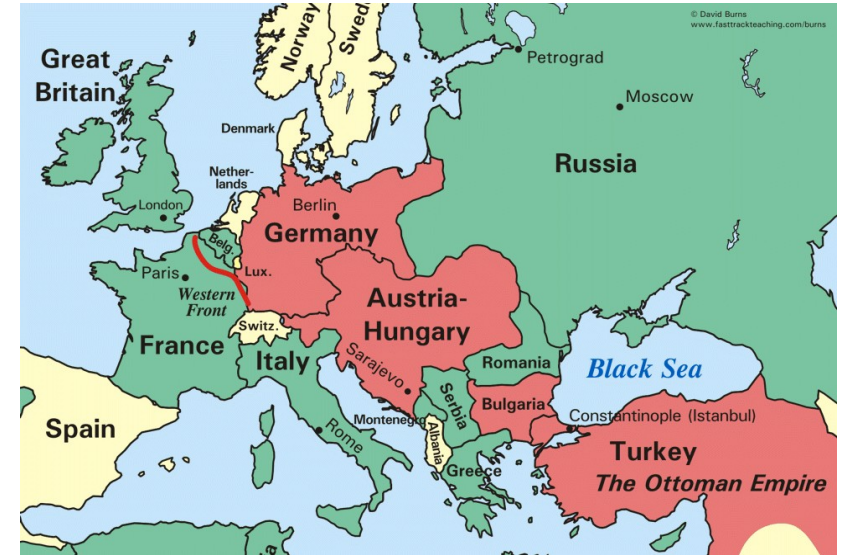 © David Burns
www.fasttrackteaching.com/burns
Norway
Great
Britain
Petrograd
Moscow
Denmark
Russia
Nether-
lands
London
Berlin
Germany
Belg.
Lux.
Paris
Western
Front
Austria-
Hungary
Switz.
France
Italy
Sarajevo
Romania
Black Sea
Serbia
Bulgaria
Montenegro
Constantinople (Istanbul)
Spain
Rome
Albania
Turkey
Greece
The Ottoman Empire